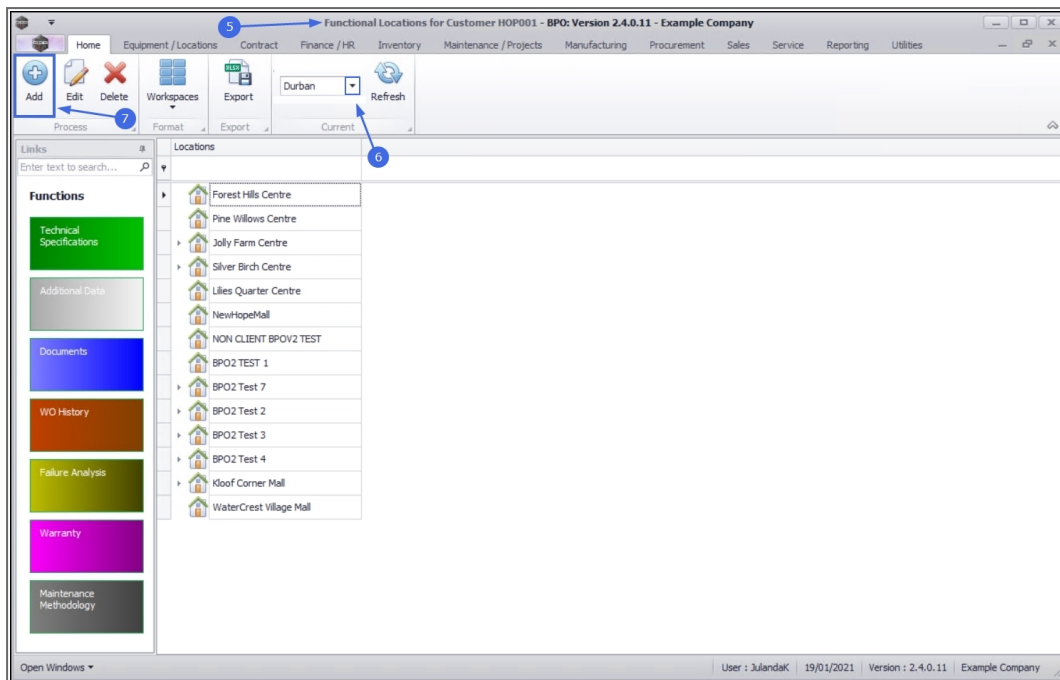 Functional Locations for Customer HOP001 - BPO: Version 2.4.0.11 - Example Company
5
Home Equipment / Locations Contract Finance / HR Inventory Maintenance / Projects Manufacturing Procurement Sales Service Reporting Utilities
Add Edit Delete Workspaces Export Durban Refresh
7
Process Format Export Current
6
Links
Enter text to search...
Functions
Technical
Specifications
Additional Data
Documents
WO History
Failure Analysis
Warranty
Maintenance
Methodology
Locations
Forest Hills Centre
Pine Willows Centre
Jolly Farm Centre
Silver Birch Centre
Lilies Quarter Centre
NewHopeMall
NON CLIENT BPOV2 TEST
BPO2 TEST 1
BPO2 Test 7
BPO2 Test 2
BPO2 Test 3
BPO2 Test 4
Kloof Corner Mall
WaterCrest Village Mall
Open Windows User : JulandaK 19/01/2021 Version : 2.4.0.11 Example Company